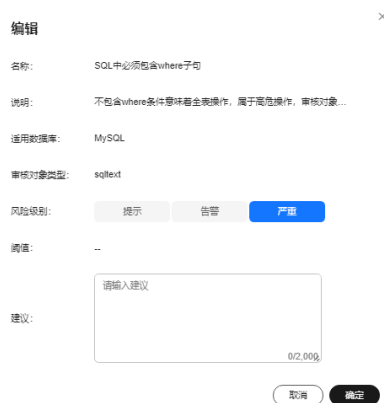 编辑
名称: SQL中必须包含where子句
说明: 不包含where条件意味着全表操作，属于高危操作，审核对象...
适用数据库: MySQL
审核对象类型: sqltext
风险级别: 提示 告警 严重
阈值: --
建议: 请输入建议
0/2,000
取消 确定